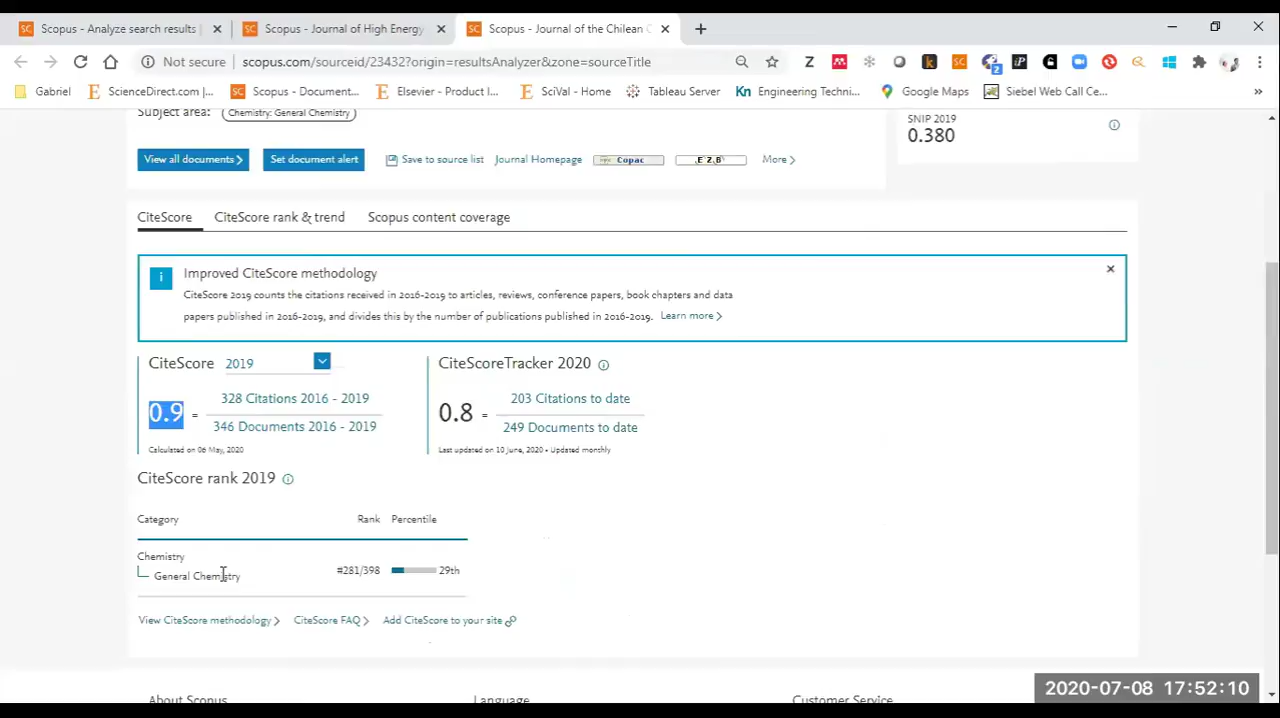 Scopus - Analyze search results
Scopus - Journal of High Energy
Scopus - Journal of the Chilean
Not secure
scopus.com/sourceid/23432?origin=resultsAnalyzer&zone=sourceTitle
Gabriel
ScienceDirect.com |...
Scopus - Document...
Elsevier - Product I...
SciVal - Home
Tableau Server
Kn Engineering Techni...
Google Maps
Siebel Web Call Ce...
Subject area:
Chemistry: General Chemistry
SNIP 2019
0.380
View all documents >
Set document alert
Save to source list
Journal Homepage
Copac
E Z B
More >
CiteScore
CiteScore rank & trend
Scopus content coverage
Improved CiteScore methodology
CiteScore 2019 counts the citations received in 2016-2019 to articles, reviews, conference papers, book chapters and data
papers published in 2016-2019, and divides this by the number of publications published in 2016-2019. Learn more >
CiteScore 2019
0.9 =
328 Citations 2016 - 2019
346 Documents 2016 - 2019
Calculated on 06 May, 2020
CiteScoreTracker 2020
0.8 =
203 Citations to date
249 Documents to date
Last updated on 10 June, 2020 • Updated monthly
CiteScore rank 2019
Category Rank Percentile
Chemistry
General Chemistry #281/398 29th
View CiteScore methodology >
CiteScore FAQ >
Add CiteScore to your site
About Scopus
Language
Customer Service
2020-07-08 17:52:10